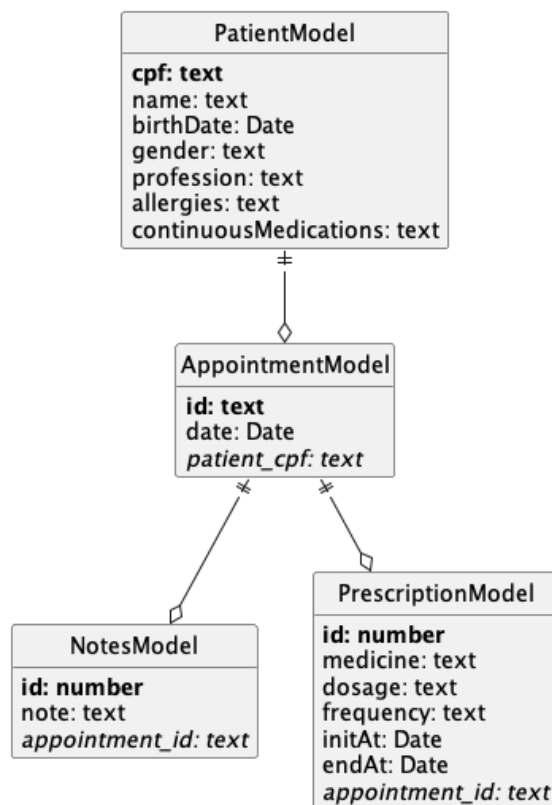 PatientModel
cpf: text
name: text
birthDate: Date
gender: text
profession: text
allergies: text
continuousMedications: text
AppointmentModel
id: text
date: Date
patient_cpf: text
NotesModel
id: number
note: text
appointment_id: text
PrescriptionModel
id: number
medicine: text
dosage: text
frequency: text
initAt: Date
endAt: Date
appointment_id: text